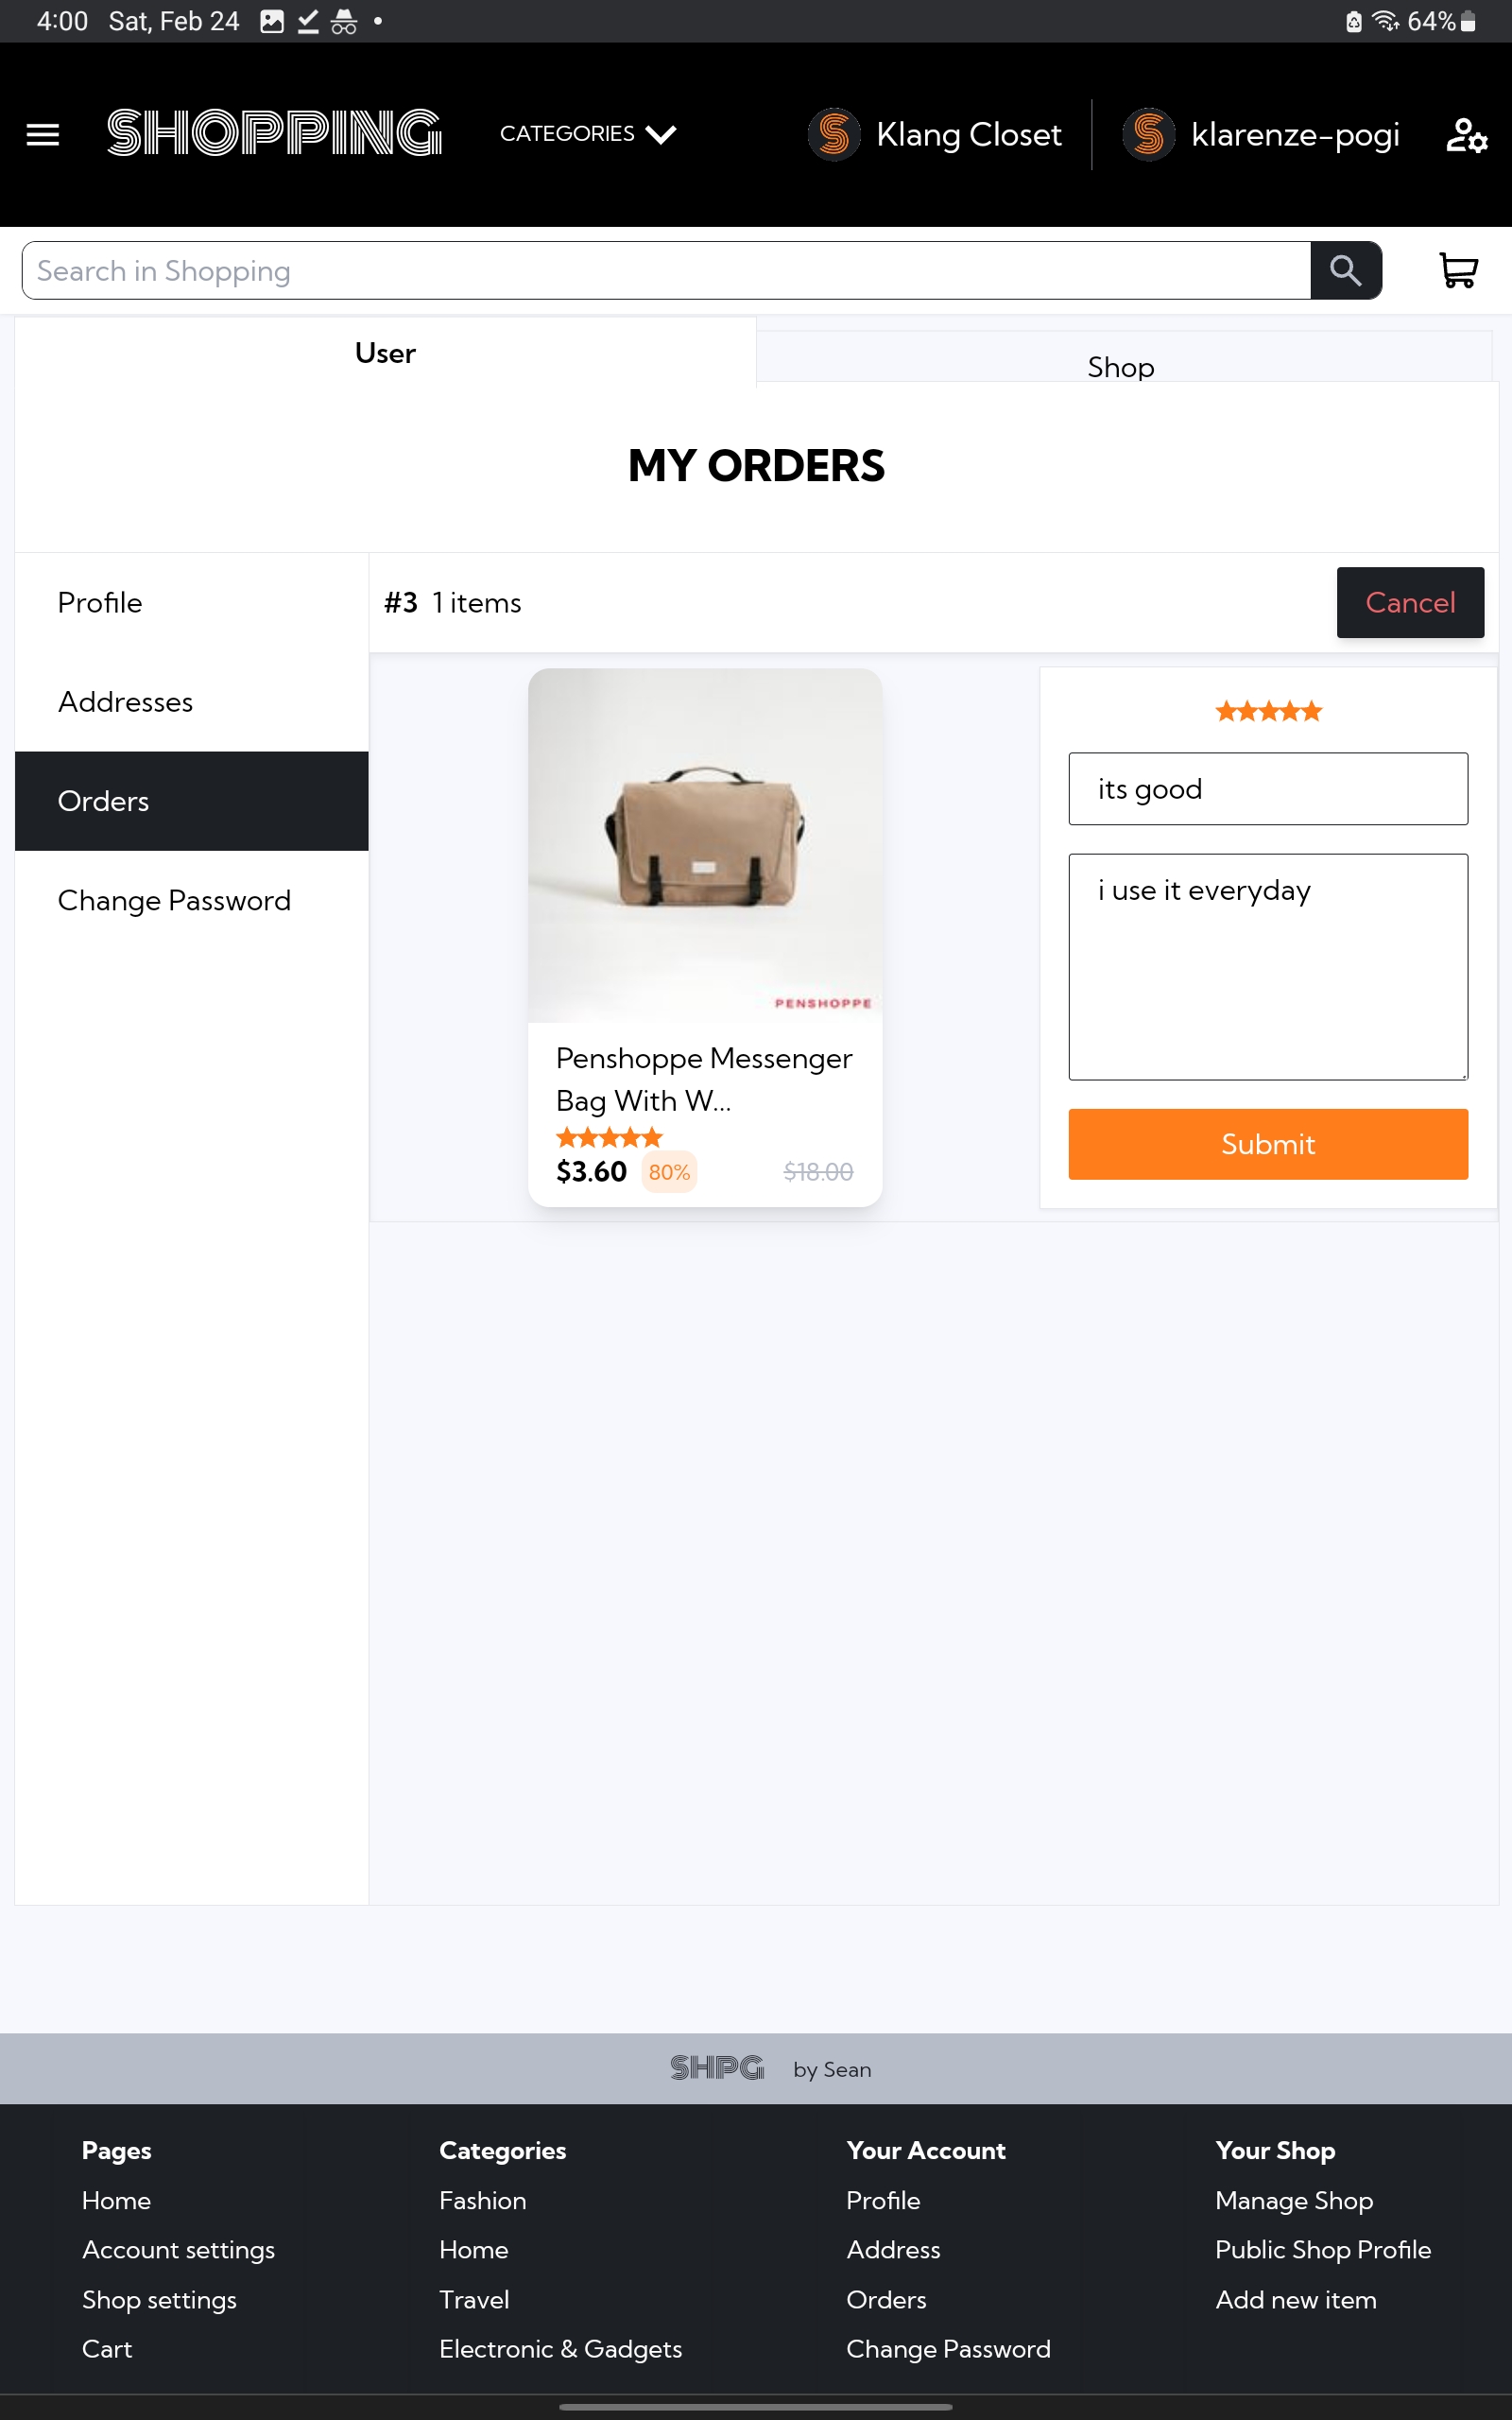 4:00 Sat, Feb 24 64%
SHOPPING CATEGORIES Klang Closet klarenze-pogi
Search in Shopping
User
Shop
MY ORDERS
Profile
Addresses
Orders
Change Password
#3 1 items Cancel
PENSHOPPE
Penshoppe Messenger
Bag With W...
$3.60 80% $18.00
its good
i use it everyday
Submit
SHPG by Sean
Pages
Home
Account settings
Shop settings
Cart
Categories
Fashion
Home
Travel
Electronic & Gadgets
Your Account
Profile
Address
Orders
Change Password
Your Shop
Manage Shop
Public Shop Profile
Add new item